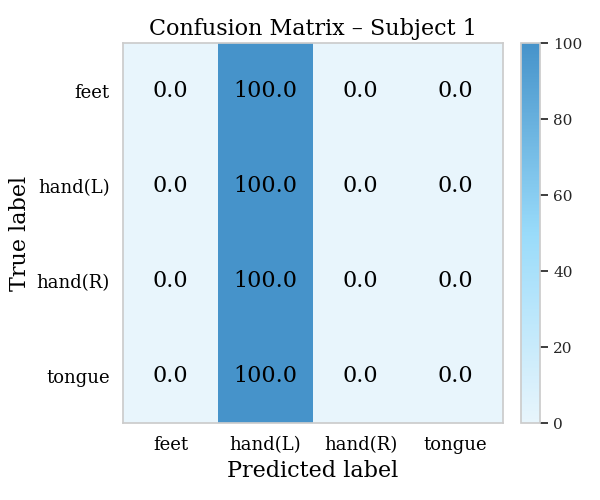 Confusion Matrix – Subject 1
feet 0.0 100.0 0.0 0.0
hand(L) 0.0 100.0 0.0 0.0
hand(R) 0.0 100.0 0.0 0.0
tongue 0.0 100.0 0.0 0.0
feet hand(L) hand(R) tongue
Predicted label
True label
100
80
60
40
20
0